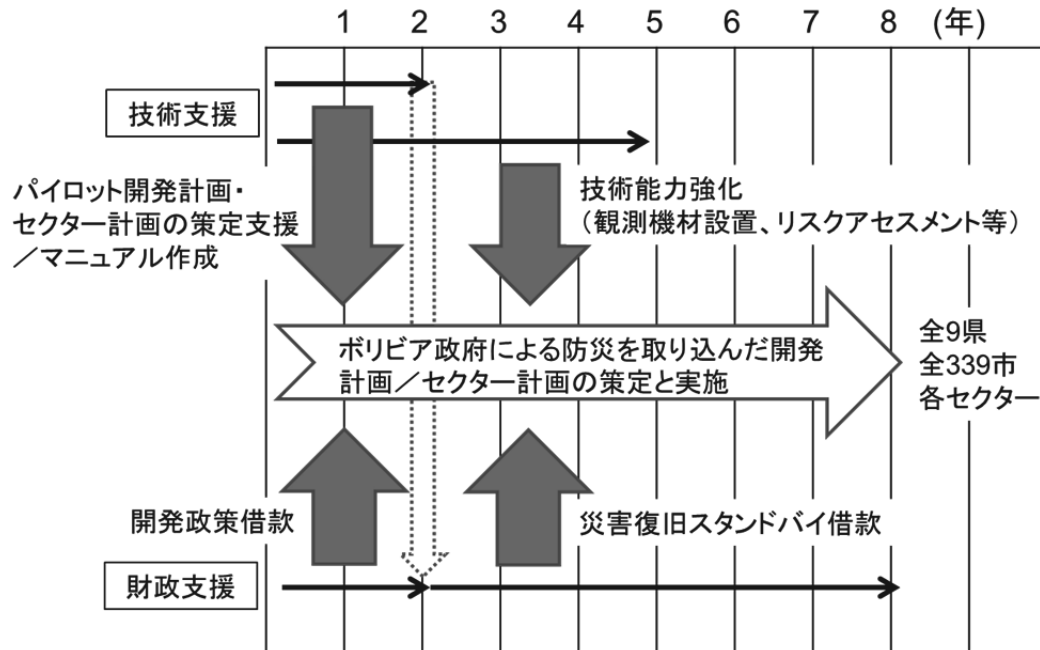 1 2 3 4 5 6 7 8 (年)
技術支援
パイロット開発計画・
セクター計画の策定支援
／マニュアル作成
技術能力強化
（観測機材設置、リスクアセスメント等）
ボリビア政府による防災を取り込んだ開発
計画／セクター計画の策定と実施
全9県
全339市
各セクター
開発政策借款
災害復旧スタンドバイ借款
財政支援